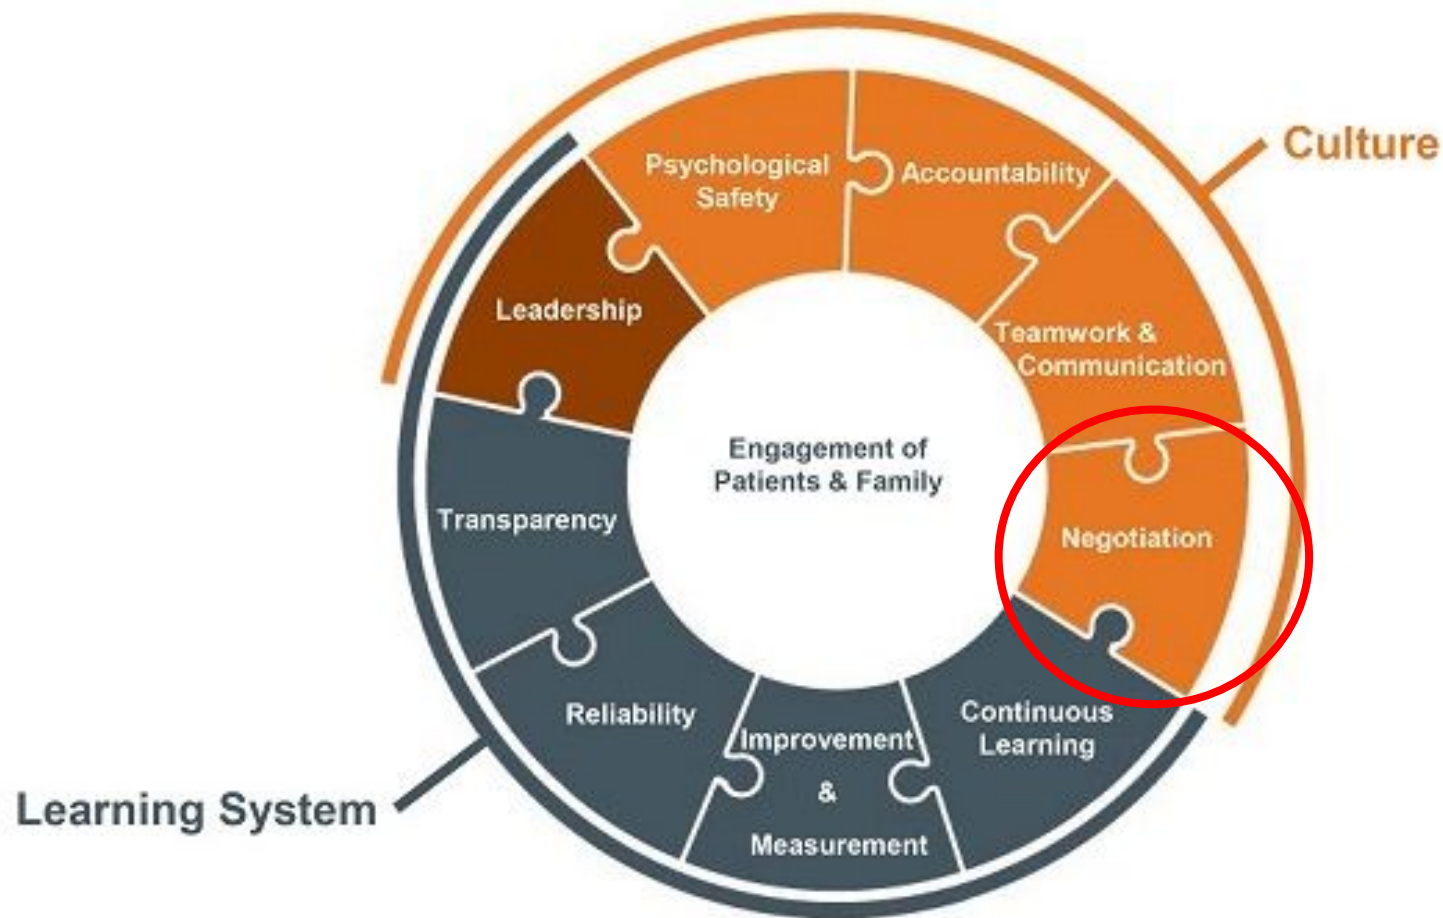 Culture
Psychological
Safety
Accountability
Leadership
Teamwork &
Communication
Engagement of
Patients & Family
Transparency
Negotiation
Reliability
Continuous
Learning
Improvement
&
Measurement
Learning System